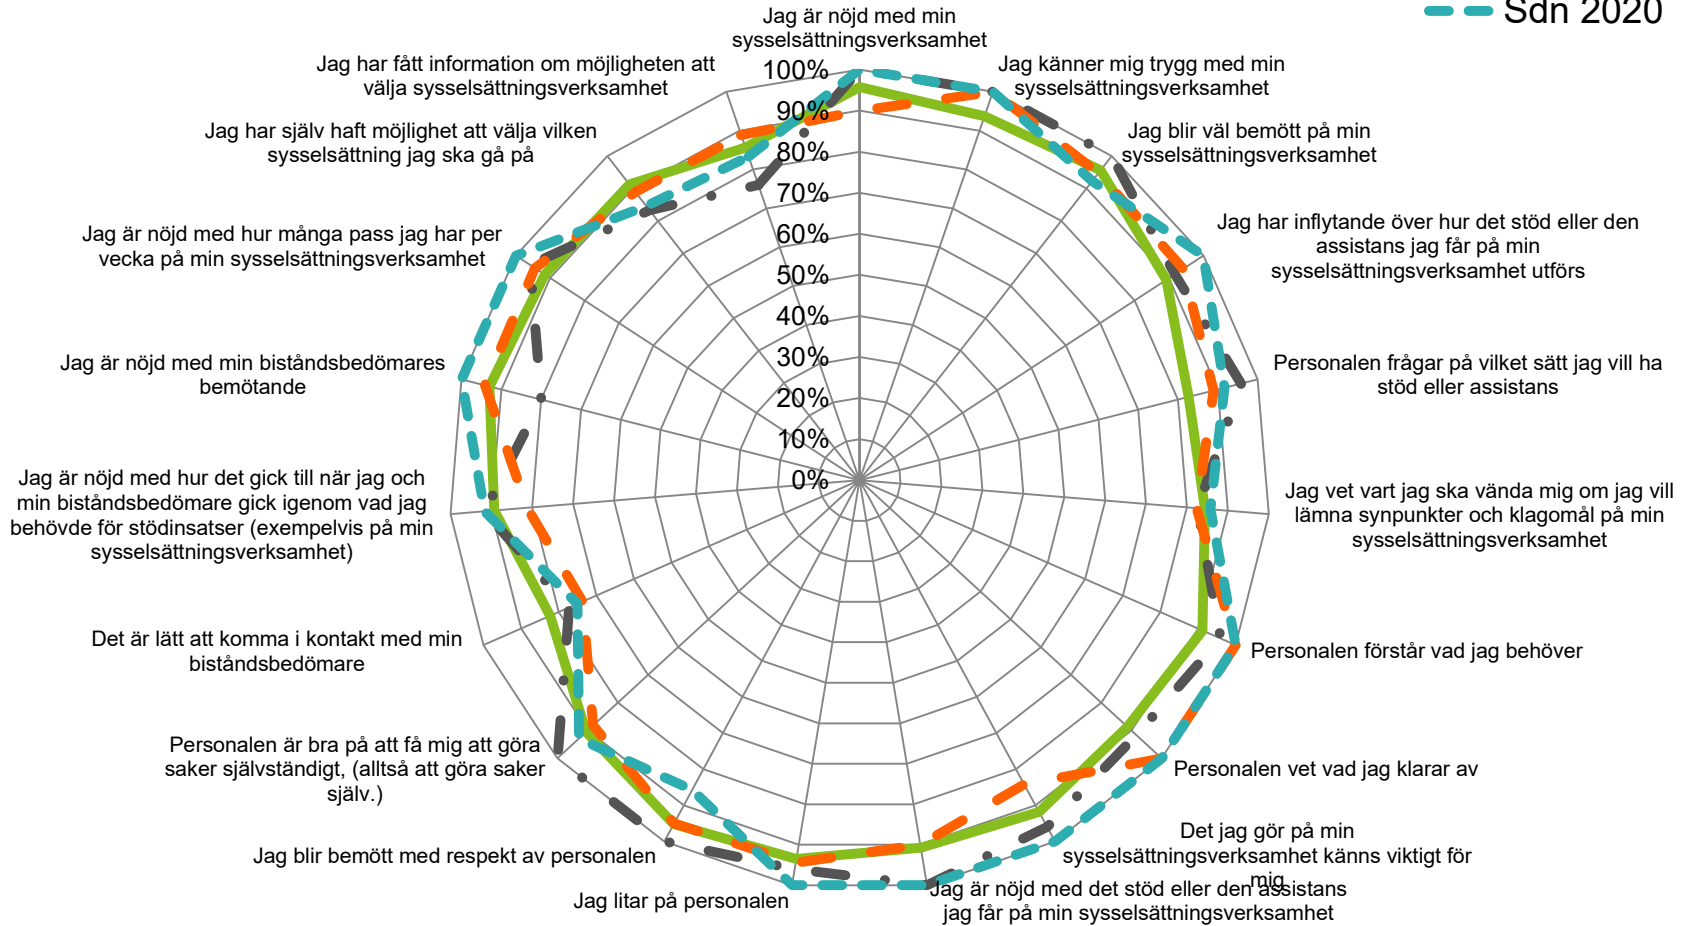 Sdn 2020
Jag är nöjd med min
sysselsättningsverksamhet
Jag känner mig trygg med min
sysselsättningsverksamhet
Jag blir väl bemött på min
sysselsättningsverksamhet
Jag har inflytande över hur det stöd eller den
assistans jag får på min
sysselsättningsverksamhet utförs
Personalen frågar på vilket sätt jag vill ha
stöd eller assistans
Jag vet vart jag ska vända mig om jag vill
lämna synpunkter och klagomål på min
sysselsättningsverksamhet
Personalen förstår vad jag behöver
Personalen vet vad jag klarar av
Det jag gör på min
sysselsättningsverksamhet känns viktigt för
mig
Jag är nöjd med det stöd eller den assistans
jag får på min sysselsättningsverksamhet
Jag litar på personalen
Jag blir bemött med respekt av personalen
Personalen är bra på att få mig att göra
saker självständigt, (alltså att göra saker
själv.)
Det är lätt att komma i kontakt med min
biståndsbedömare
Jag är nöjd med hur det gick till när jag och
min biståndsbedömare gick igenom vad jag
behövde för stödinsatser (exempelvis på min
sysselsättningsverksamhet)
Jag är nöjd med min biståndsbedömares
bemötande
Jag är nöjd med hur många pass jag har per
vecka på min sysselsättningsverksamhet
Jag har själv haft möjlighet att välja vilken
sysselsättning jag ska gå på
Jag har fått information om möjligheten att
välja sysselsättningsverksamhet
100%
90%
80%
70%
60%
50%
40%
30%
20%
10%
0%